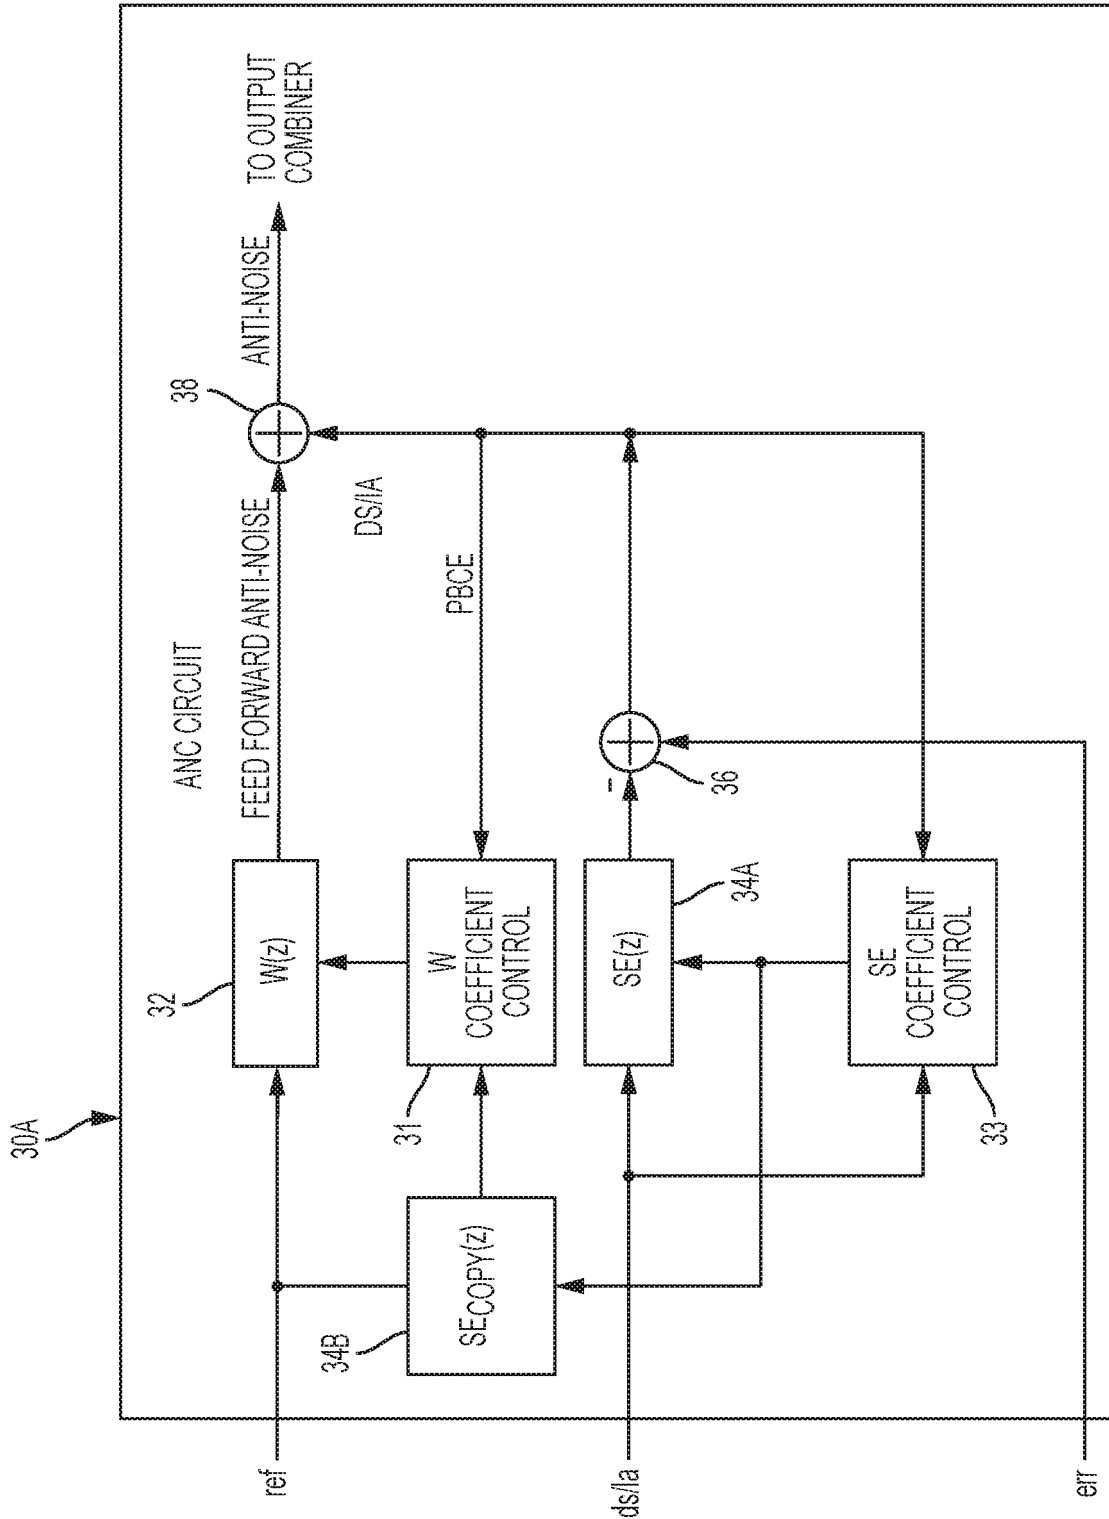 30A
ANC CIRCUIT
ref
32
W(z)
FEED FORWARD ANTI-NOISE
38
ANTI-NOISE
TO OUTPUT
COMBINER
DS/IA
34B
SECOPY(z)
31
W
COEFFICIENT
CONTROL
PBCE
ds/Ia
SE(z)
34A
-
36
33
SE
COEFFICIENT
CONTROL
err